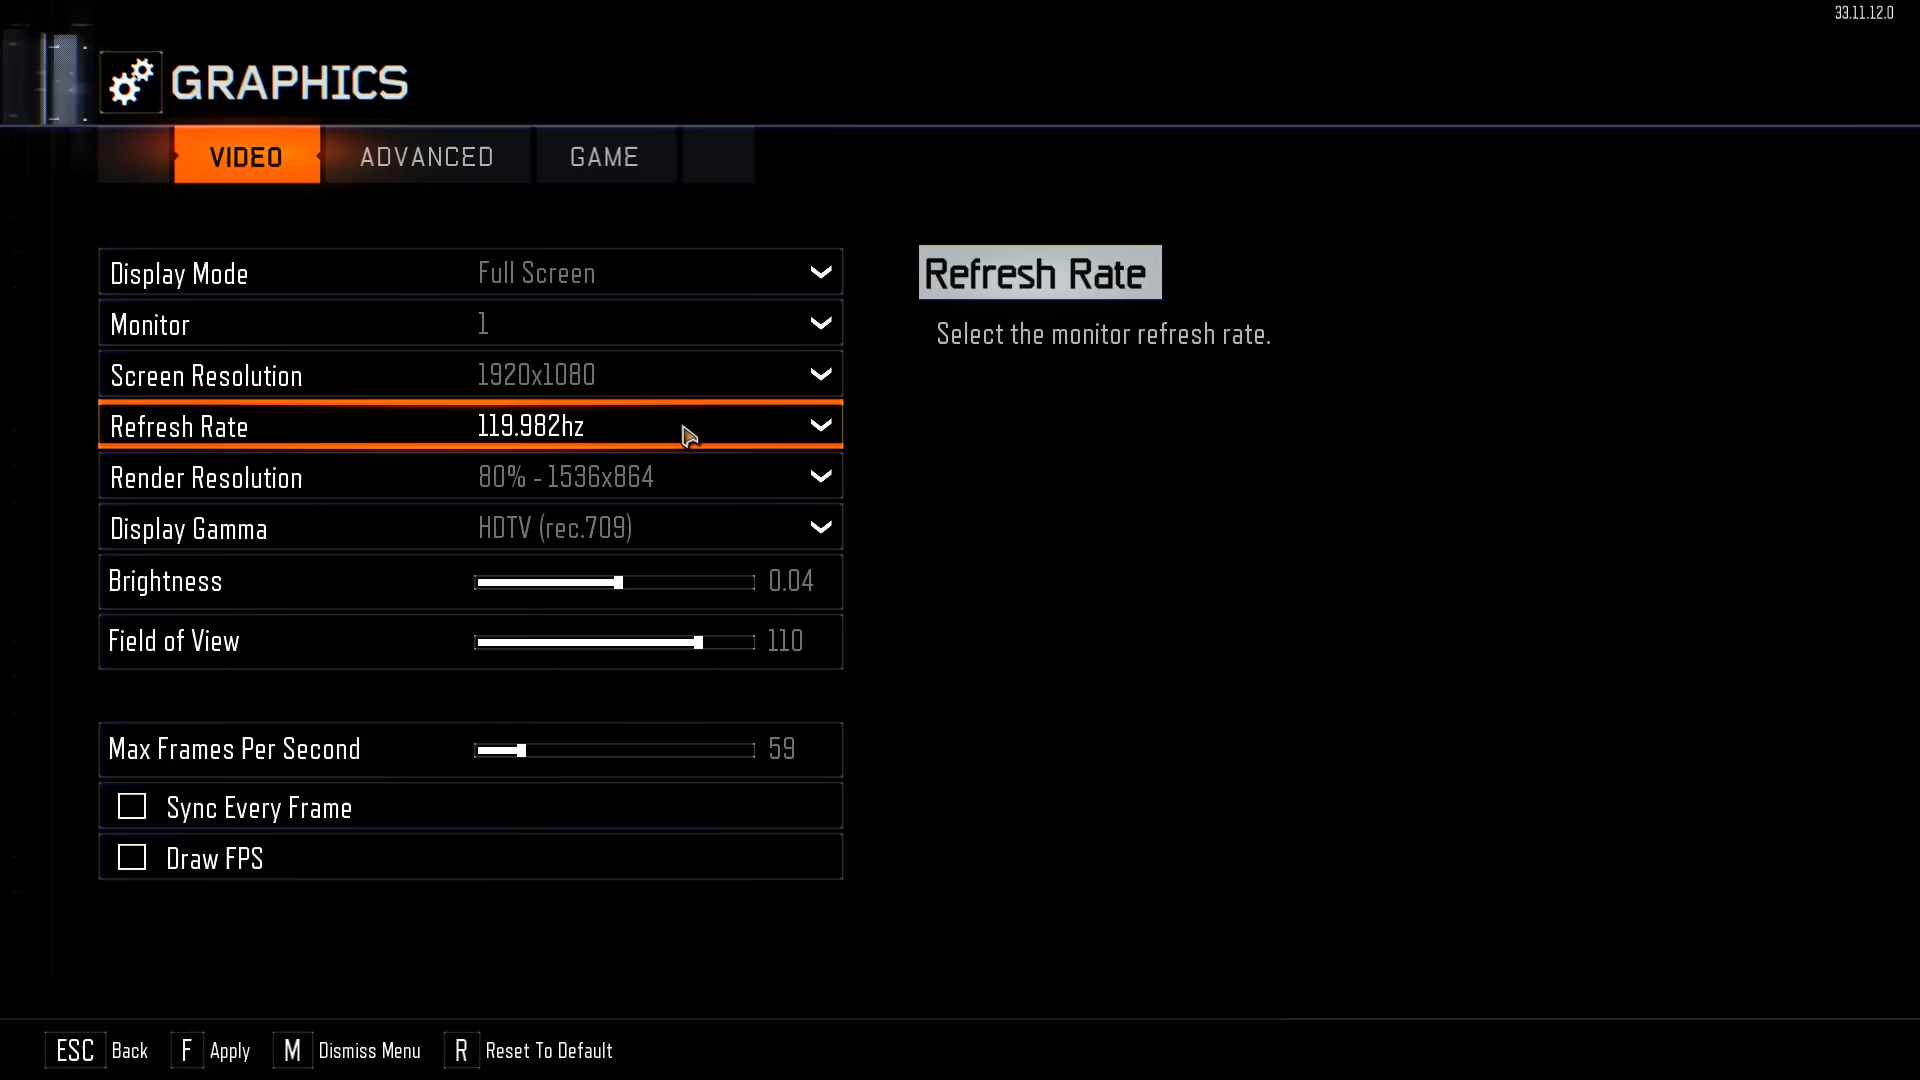 33.11.12.0
GRAPHICS
VIDEO ADVANCED GAME
Display Mode Full Screen
Monitor 1
Screen Resolution 1920x1080
Refresh Rate 119.982hz
Render Resolution 80% - 1536x864
Display Gamma HDTV (rec.709)
Brightness 0.04
Field of View 110
Max Frames Per Second 59
Sync Every Frame
Draw FPS
Refresh Rate
Select the monitor refresh rate.
ESC Back F Apply M Dismiss Menu R Reset To Default